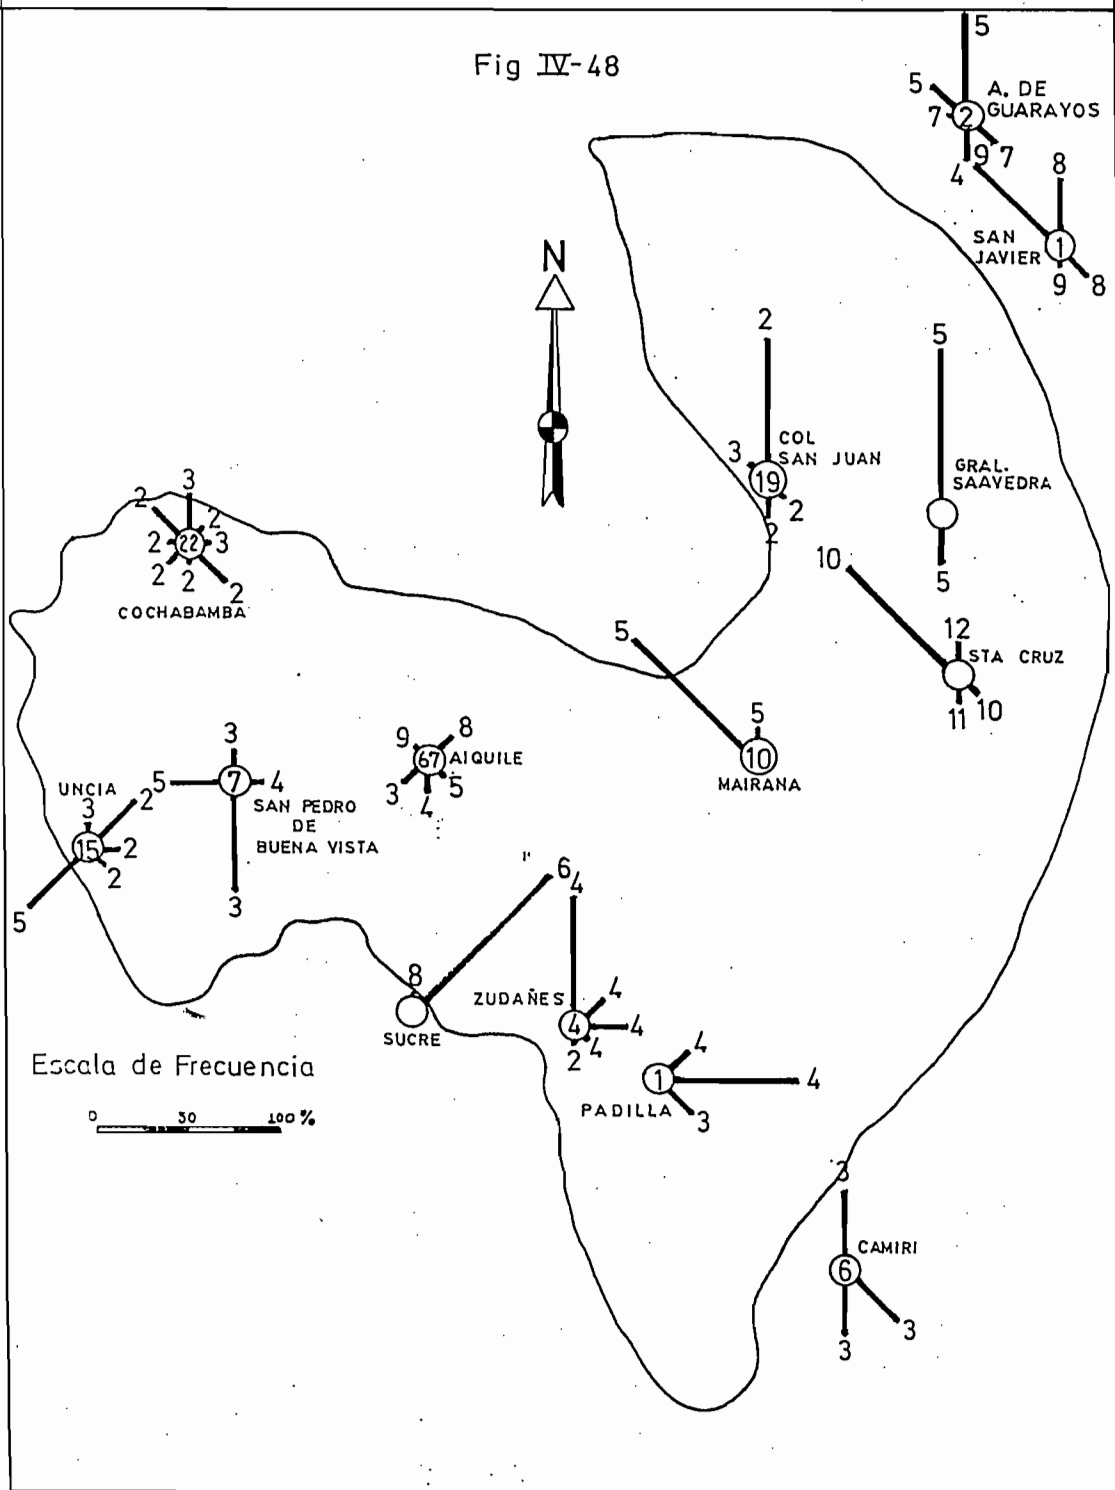 Fig IV-48
5
5
A. DE
GUARAYOS
7
2
9
7
4
8
SAN
JAVIER
1
9
8
N
2
5
3
COL
SAN JUAN
19
2
2
GRAL.
SAAVEDRA
5
3
2
2
2
22
3
2
2
2
COCHABAMBA
10
12
STA CRUZ
10
11
5
5
10
MAIRANA
9
8
67
AIQUILE
3
4
5
3
5
7
4
SAN PEDRO
DE
BUENA VISTA
3
UNCIA
3
2
15
2
2
5
6
8
SUCRE
4
ZUDAÑES
4
4
4
4
2
4
1
4
PADILLA
3
Escala de Frecuencia
0 50 100%
3
CAMIRI
6
3
3